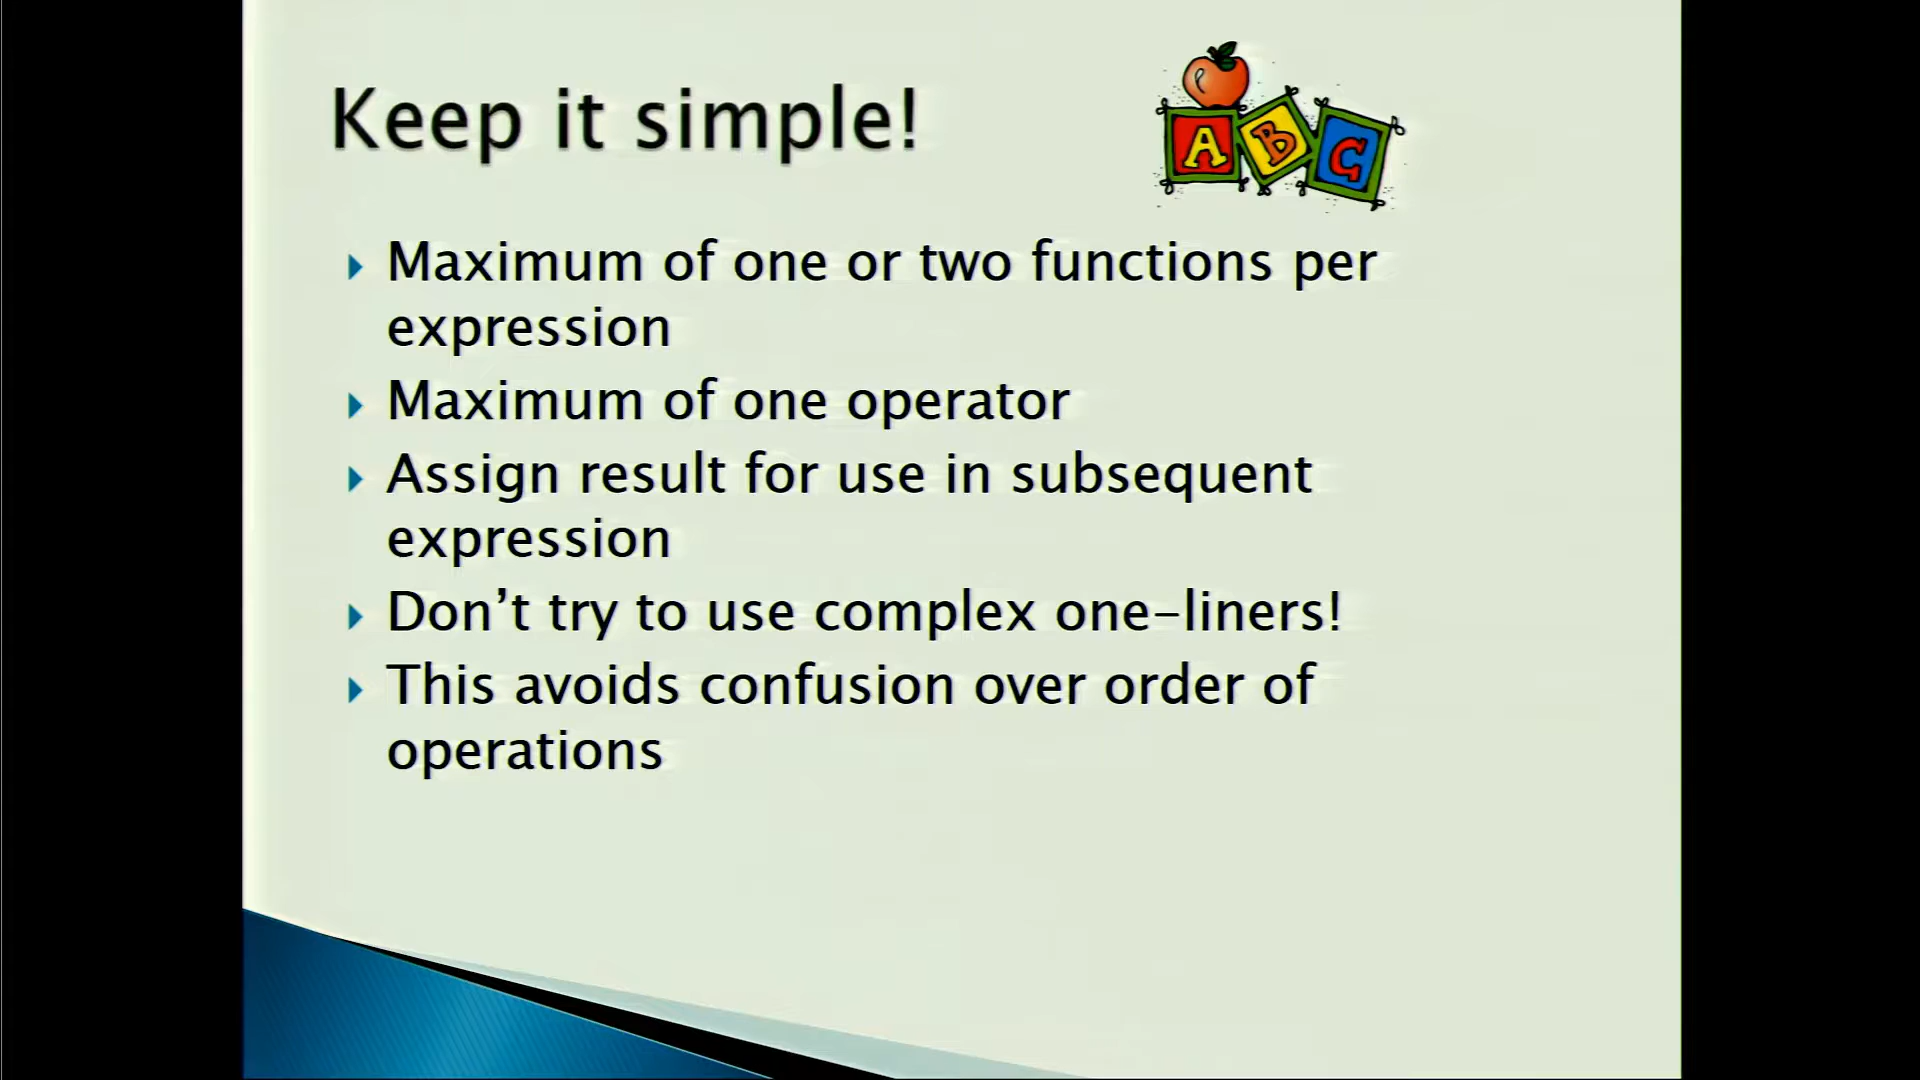 Keep it simple!
A B C
Maximum of one or two functions per
expression
Maximum of one operator
Assign result for use in subsequent
expression
Don’t try to use complex one-liners!
This avoids confusion over order of
operations